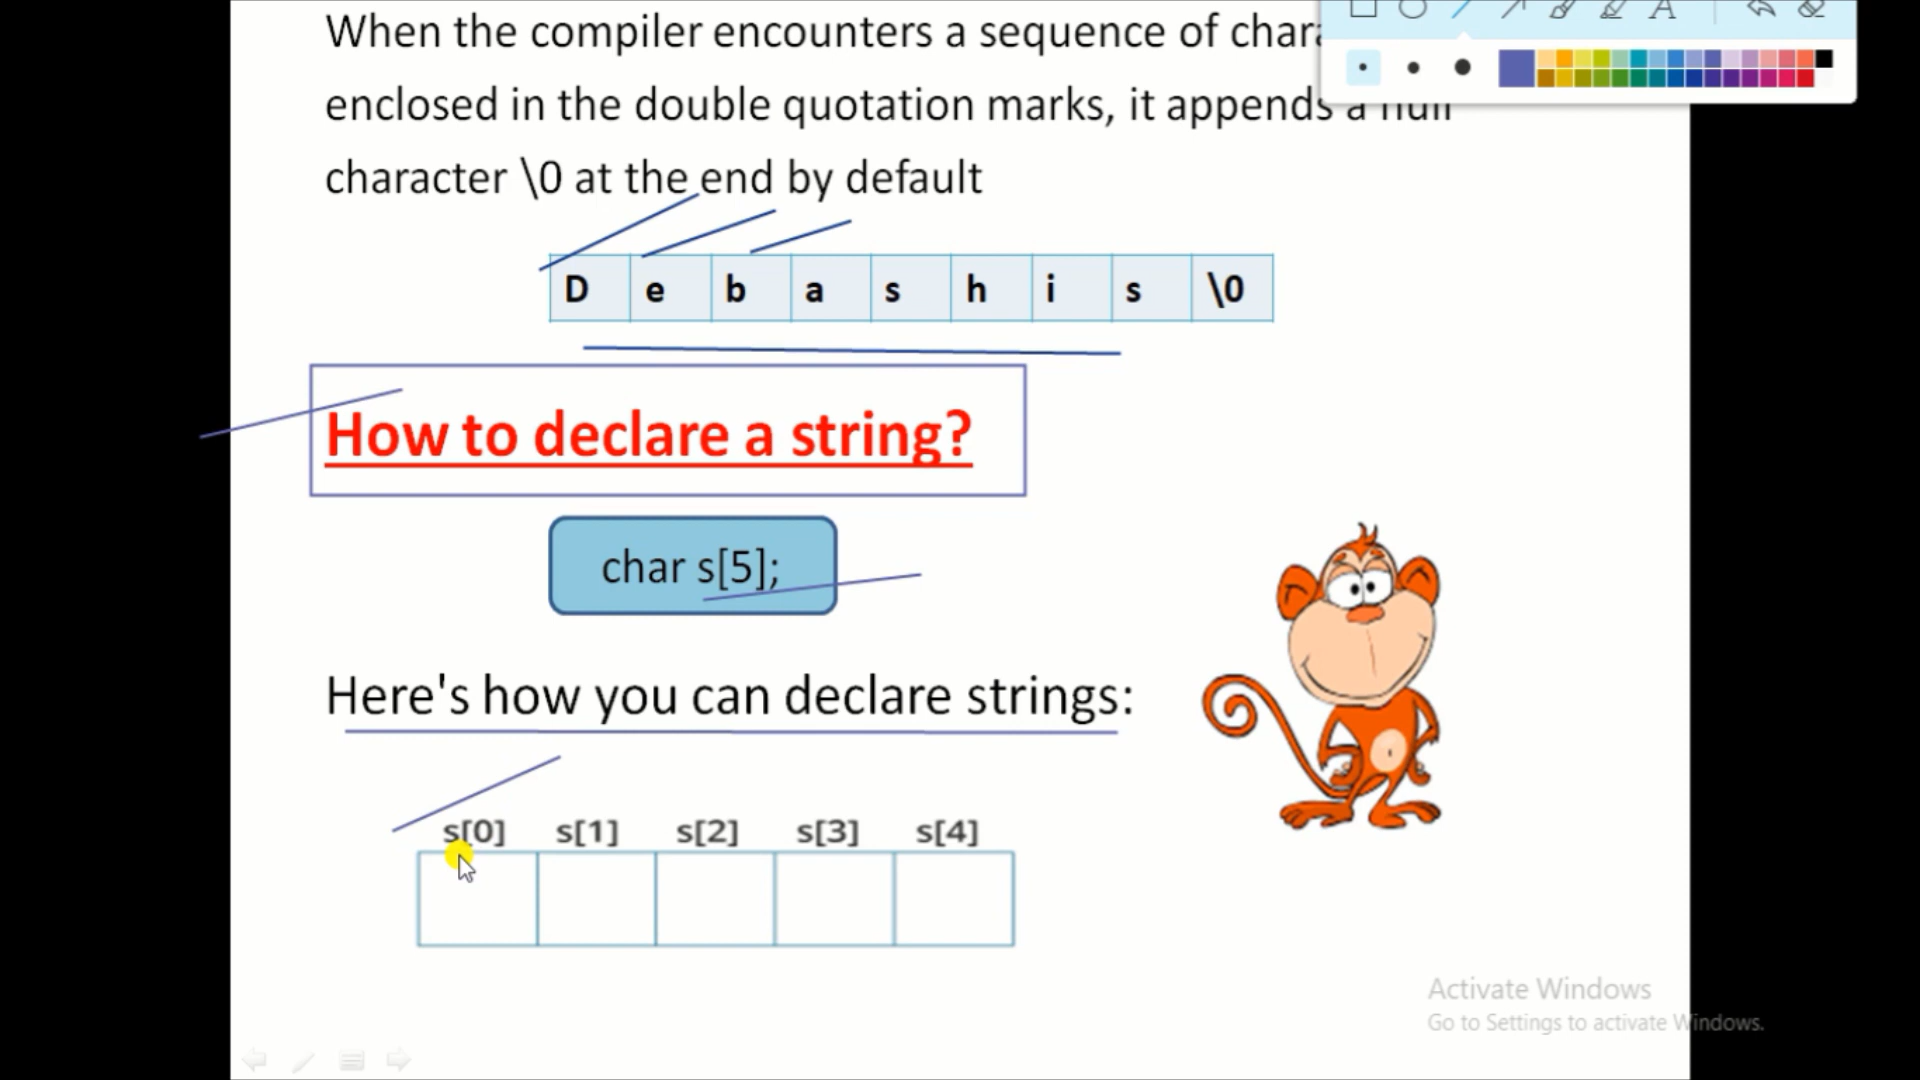 When the compiler encounters a sequence of
enclosed in the double quotation marks, it appends a null
character \0 at the end by default
D e b a s h i s \0
How to declare a string?
char s[5];
Here's how you can declare strings:
s[0] s[1] s[2] s[3] s[4]
Activate Windows
Go to Settings to activate Windows.